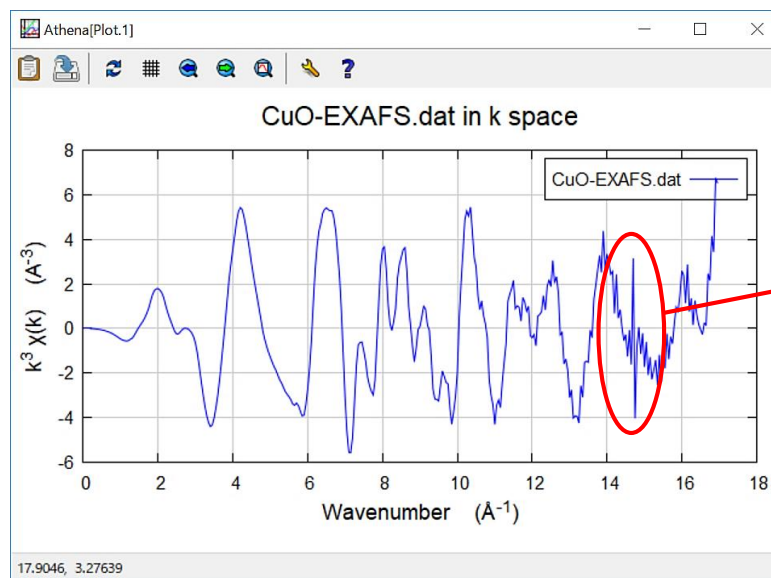 Athena[Plot.1]
CuO-EXAFS.dat in k space
CuO-EXAFS.dat
8
6
4
2
0
-2
-4
-6
k³ χ(k) (Å⁻³)
0 2 4 6 8 10 12 14 16 18
Wavenumber (Å⁻¹)
17.9046, 3.27639